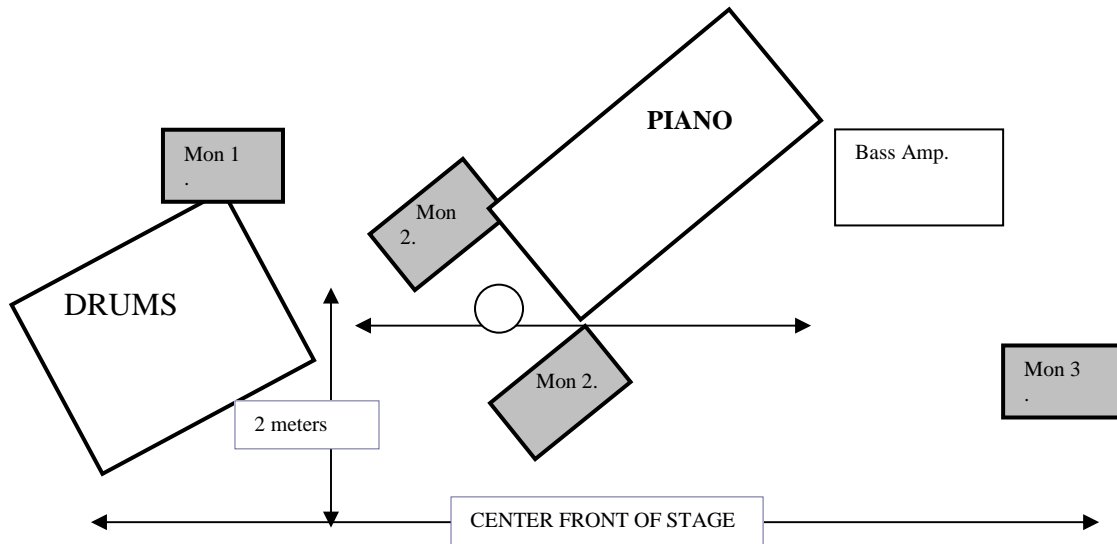 PIANO
Mon 1
.
Bass Amp.
Mon
2.
DRUMS
Mon 2.
Mon 3
.
2 meters
CENTER FRONT OF STAGE